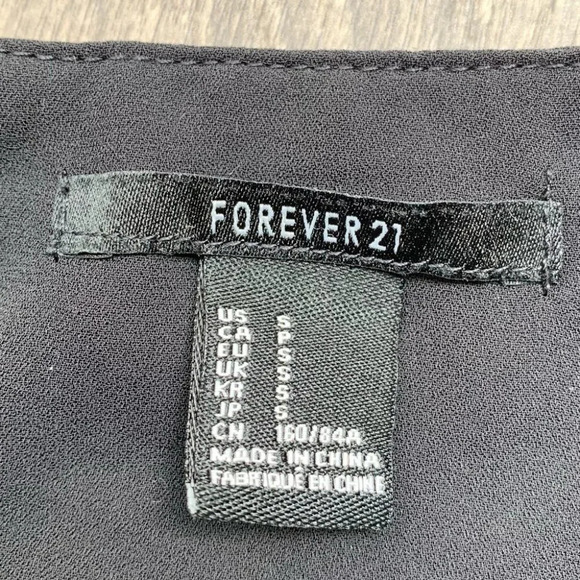 FOREVER 21
US S
CA P
EU S
UK S
KR S
JP S
CN 160/84A
MADE IN CHINA
FABRIQUÉ EN CHINE